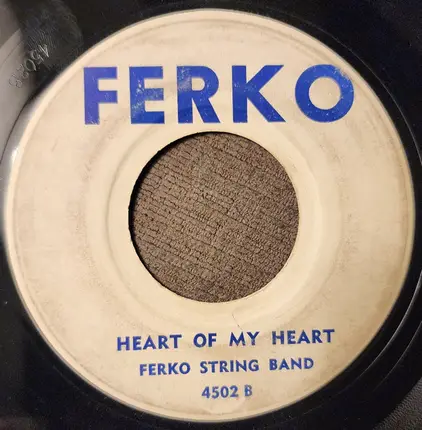 FERKO
HEART OF MY HEART
FERKO STRING BAND
4502 B